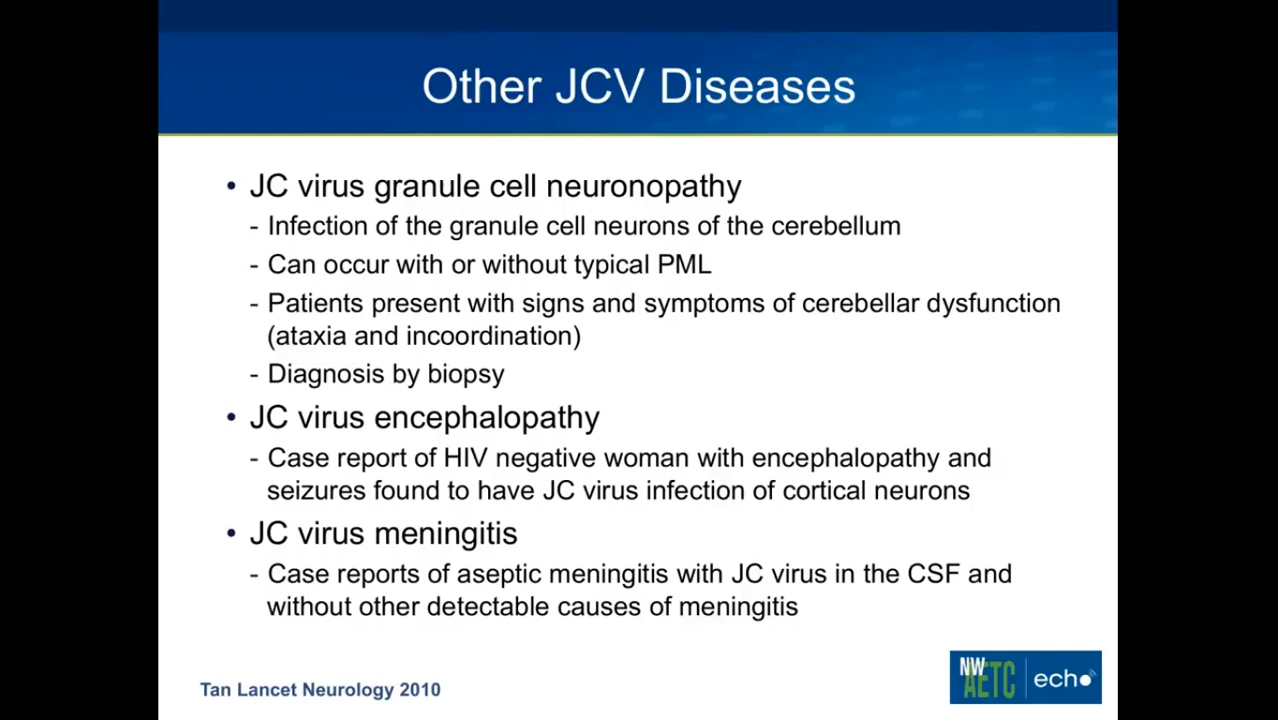 Other JCV Diseases
• JC virus granule cell neuronopathy
- Infection of the granule cell neurons of the cerebellum
- Can occur with or without typical PML
- Patients present with signs and symptoms of cerebellar dysfunction
(ataxia and incoordination)
- Diagnosis by biopsy
• JC virus encephalopathy
- Case report of HIV negative woman with encephalopathy and
seizures found to have JC virus infection of cortical neurons
• JC virus meningitis
- Case reports of aseptic meningitis with JC virus in the CSF and
without other detectable causes of meningitis
Tan Lancet Neurology 2010
NW
AETC
echo